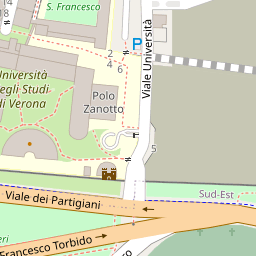 S. Francesco
P
Viale Università
2
4
6
Università
egli Studi
di Verona
Polo
Zanotto
5
Sud-Est
Viale dei Partigiani
Francesco Torbido